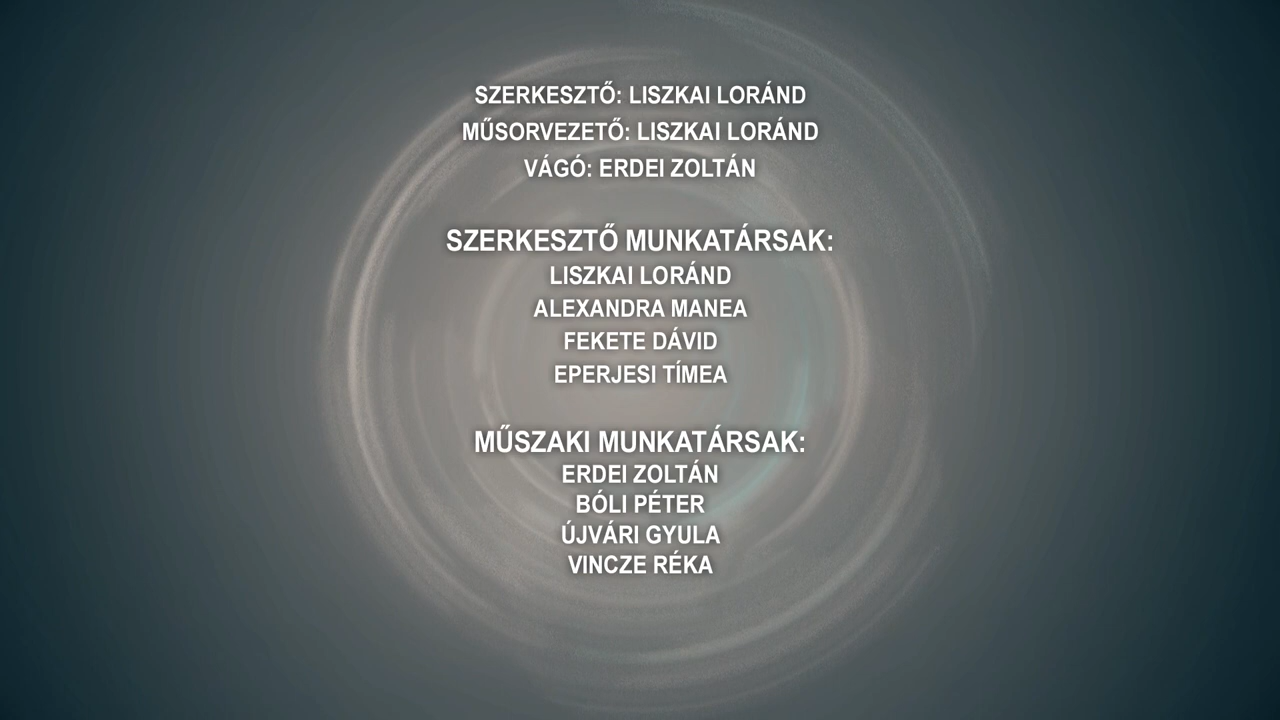 SZERKESZTŐ: LISZKAI LORÁND
MŰSORVEZETŐ: LISZKAI LORÁND
VÁGÓ: ERDEI ZOLTÁN
SZERKESZTŐ MUNKATÁRSAK:
LISZKAI LORÁND
ALEXANDRA MANEA
FEKETE DÁVID
EPERJESI TÍMEA
MŰSZAKI MUNKATÁRSAK:
ERDEI ZOLTÁN
BÓLI PÉTER
ÚJVÁRI GYULA
VINCZE RÉKA